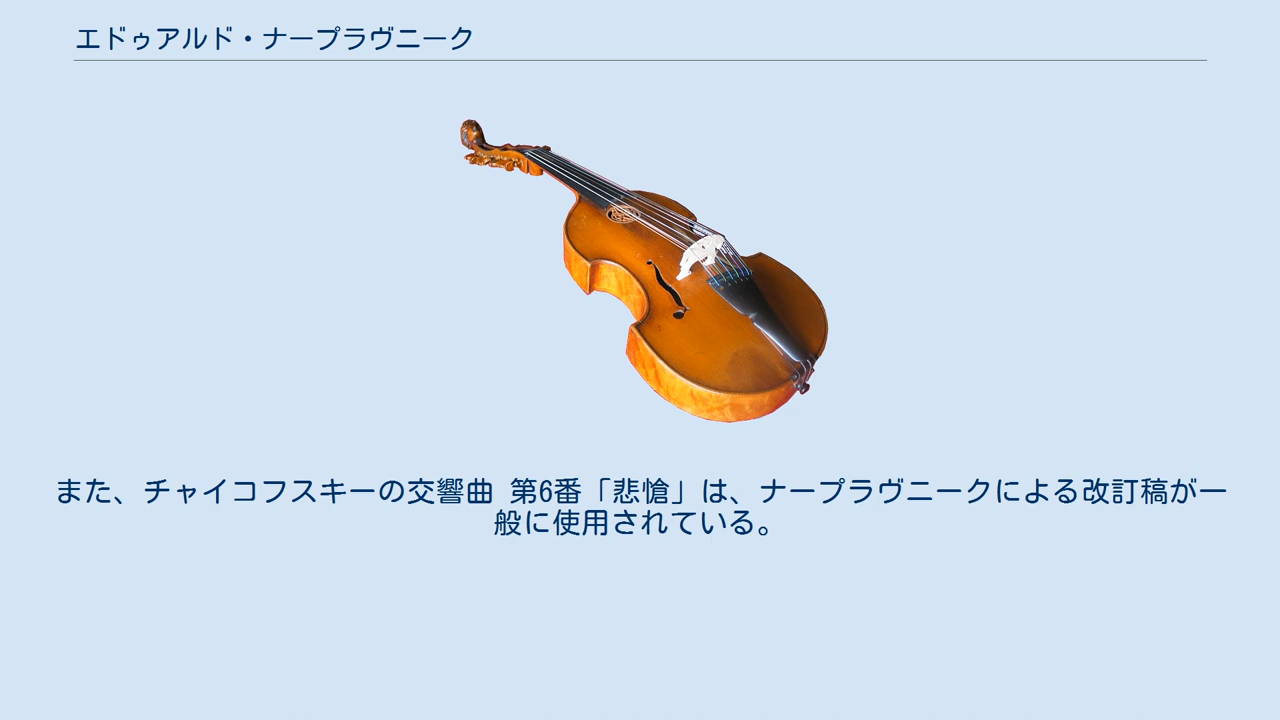 エドゥアルド・ナープラヴニーク
また、チャイコフスキーの交響曲 第6番「悲愴」は、ナープラヴニークによる改訂稿が一
般に使用されている。